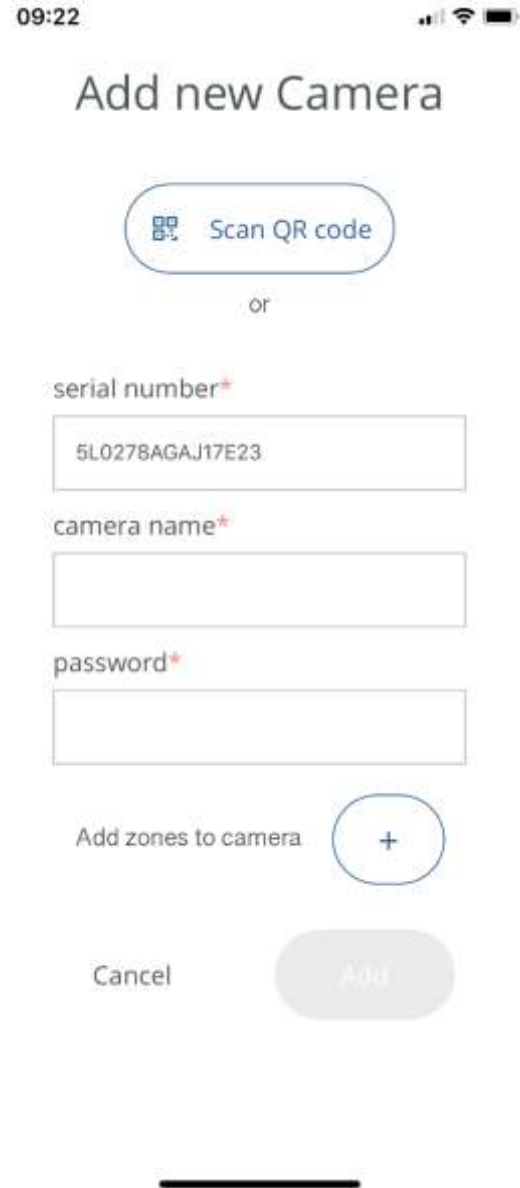 09:22
Add new Camera
Scan QR code
or
serial number*
5L0278AGAJ17E23
camera name*
password*
Add zones to camera +
Cancel Add